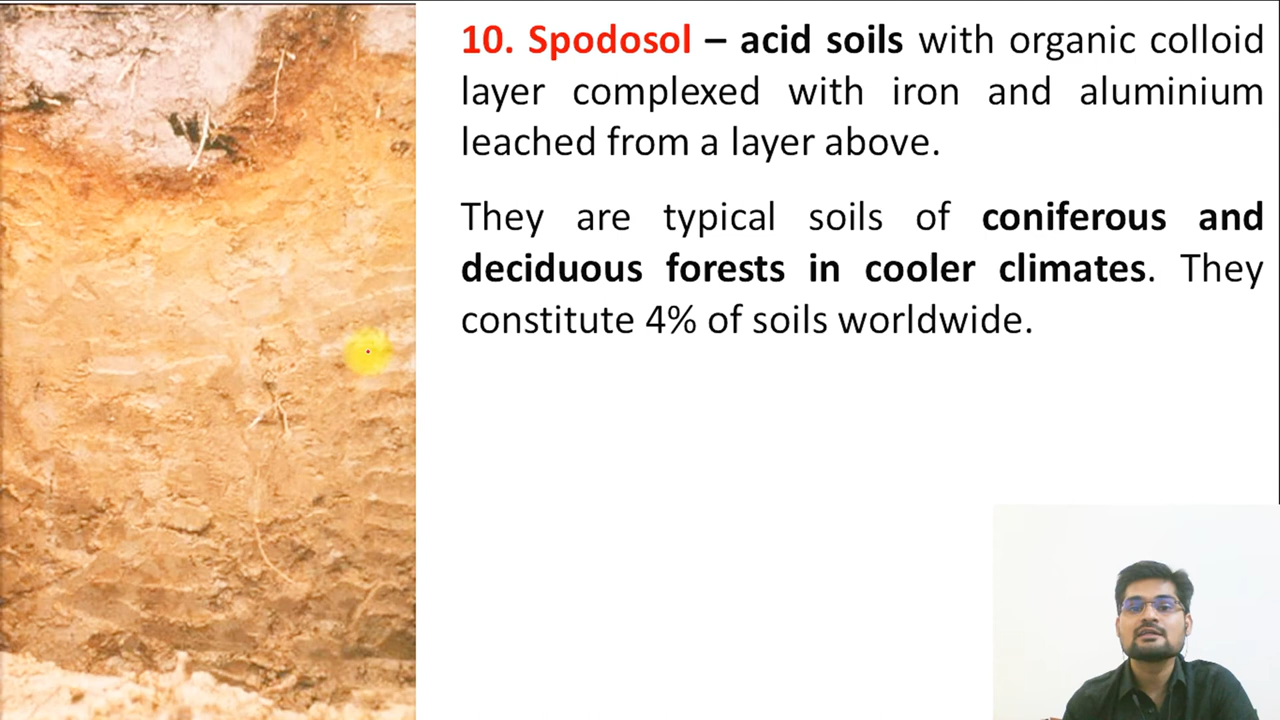 10. Spodosol – acid soils with organic colloid
layer complexed with iron and aluminium
leached from a layer above.
They are typical soils of coniferous and
deciduous forests in cooler climates. They
constitute 4% of soils worldwide.